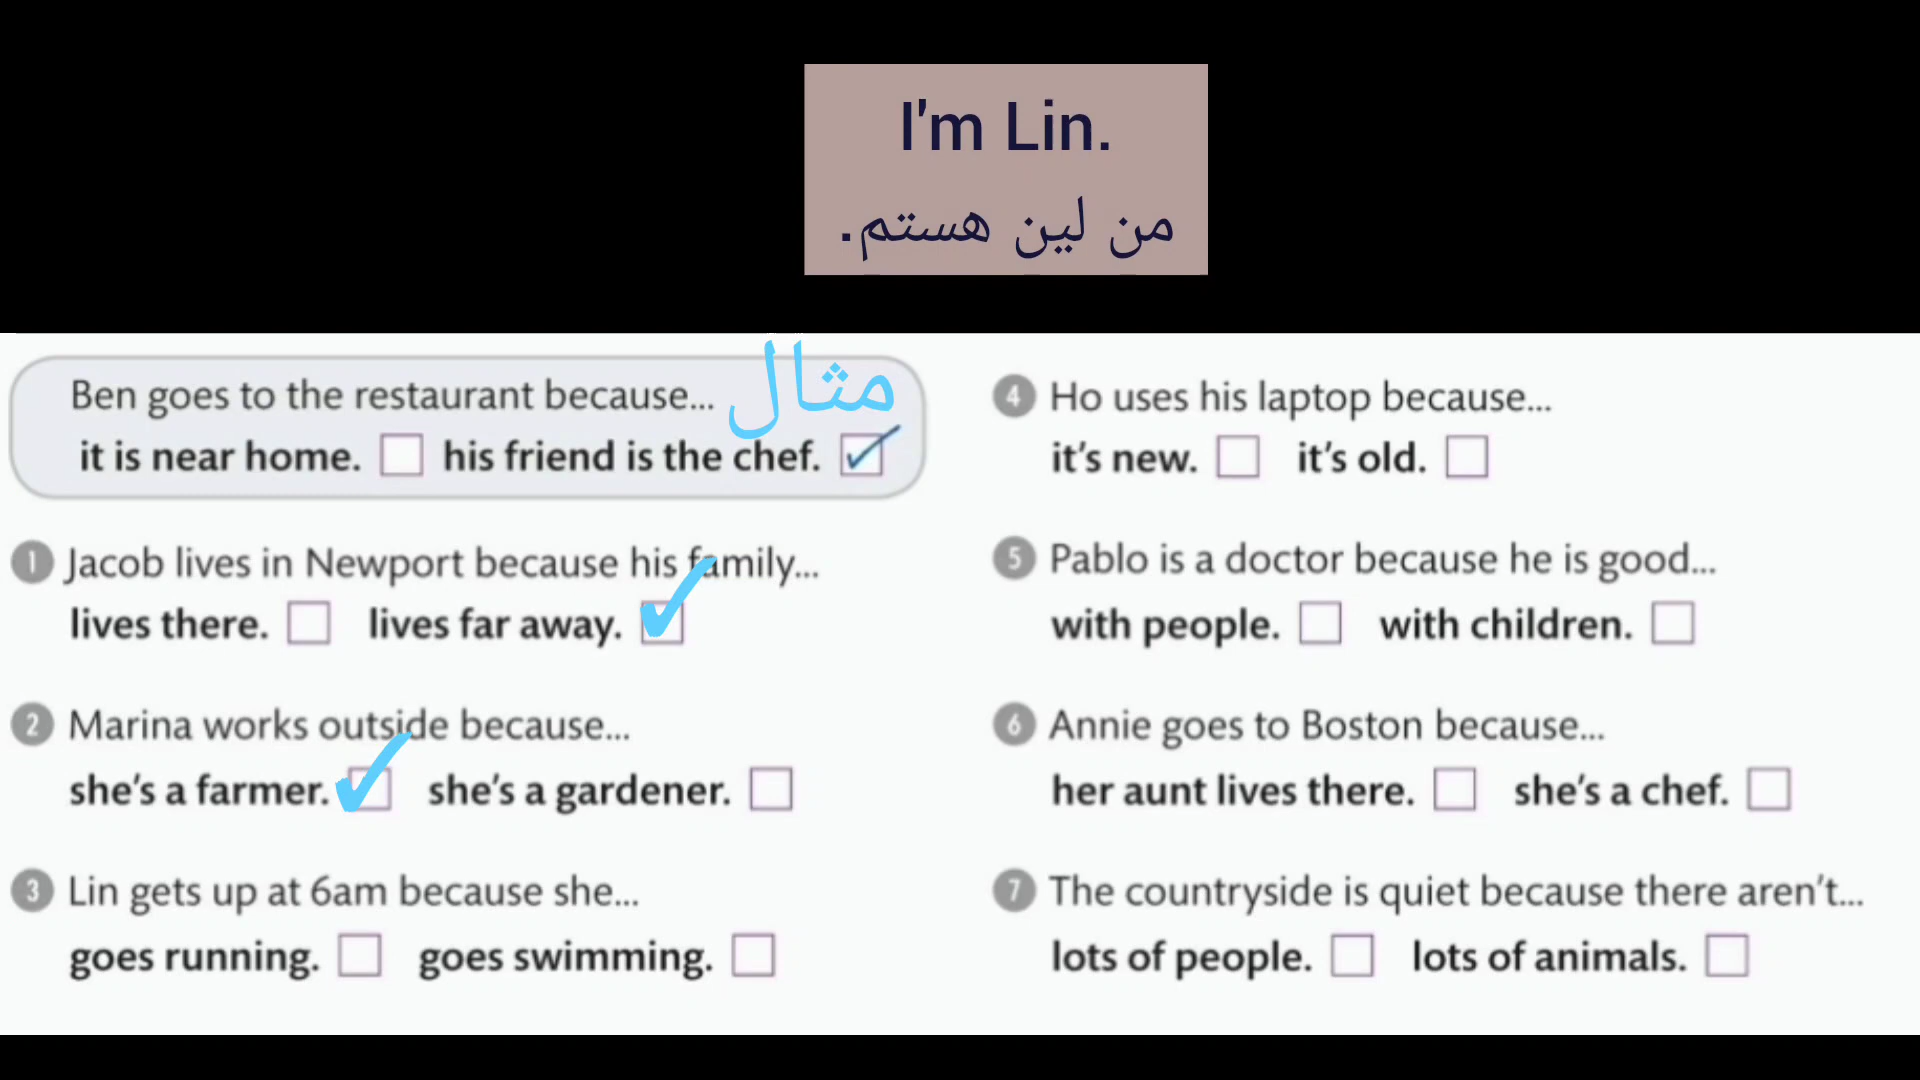 I'm Lin.
من لین هستم.
مثال
Ben goes to the restaurant because...
it is near home. his friend is the chef.
1 Jacob lives in Newport because his family...
lives there. lives far away.
2 Marina works outside because...
she's a farmer. she's a gardener.
3 Lin gets up at 6am because she...
goes running. goes swimming.
4 Ho uses his laptop because...
it's new. it's old.
5 Pablo is a doctor because he is good...
with people. with children.
6 Annie goes to Boston because...
her aunt lives there. she's a chef.
7 The countryside is quiet because there aren't...
lots of people. lots of animals.